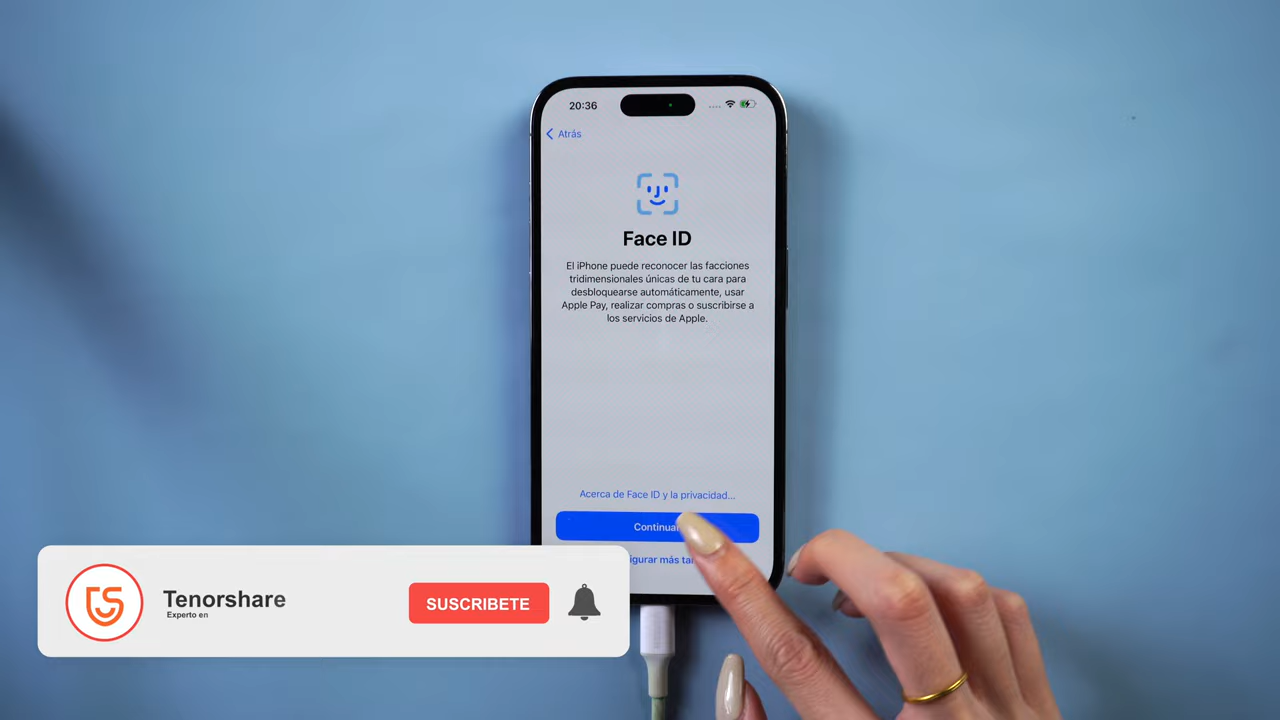 20:36
Atrás
Face ID
El iPhone puede reconocer las facciones
tridimensionales únicas de tu cara para
desbloquearse automáticamente, usar
Apple Pay, realizar compras o suscribirse a
los servicios de Apple.
Acerca de Face ID y la privacidad...
Continuar
más
Tenorshare
Experto en
SUSCRIBETE